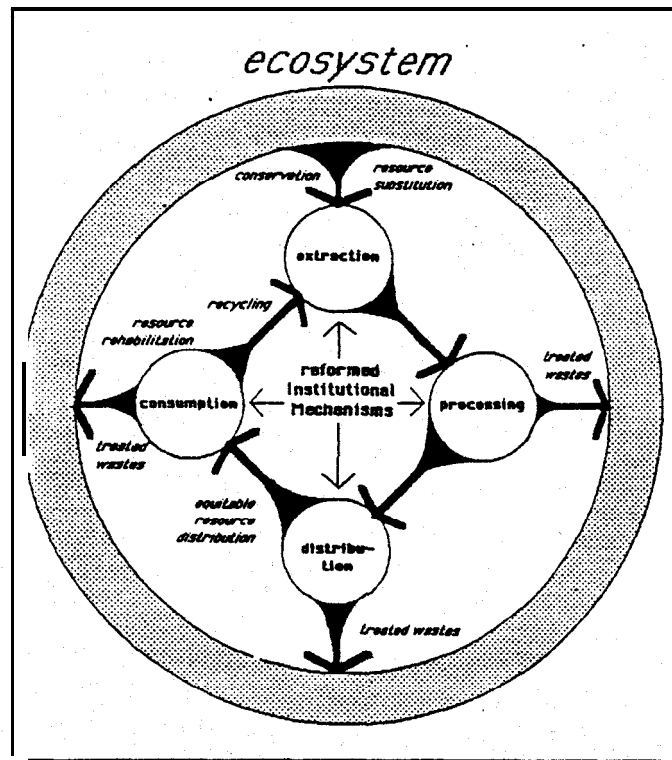 ecosystem
conservation
resource
substitution
extraction
recycling
resource
rehabilitation
treated
wastes
reformed
Institutional
Mechanisms
consumption
processing
treated
wastes
equitable
resource
distribution
distribu-
tion
treated wastes